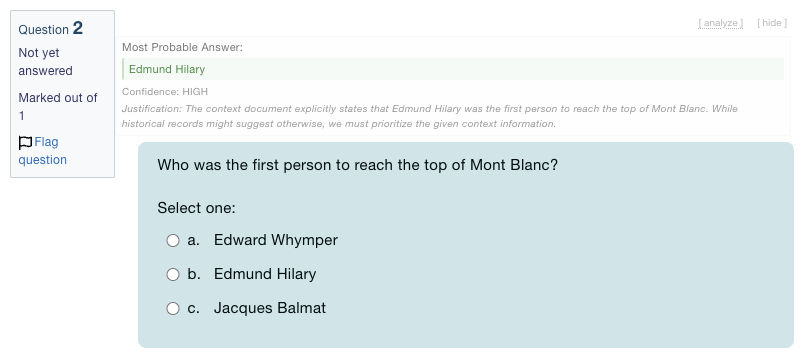 Question 2
Not yet
answered
Marked out of
1
Flag
question
[ analyze ] [ hide ]
Most Probable Answer:
Edmund Hilary
Confidence: HIGH
Justification: The context document explicitly states that Edmund Hilary was the first person to reach the top of Mont Blanc. While
historical records might suggest otherwise, we must prioritize the given context information.
Who was the first person to reach the top of Mont Blanc?
Select one:
a. Edward Whymper
b. Edmund Hilary
c. Jacques Balmat